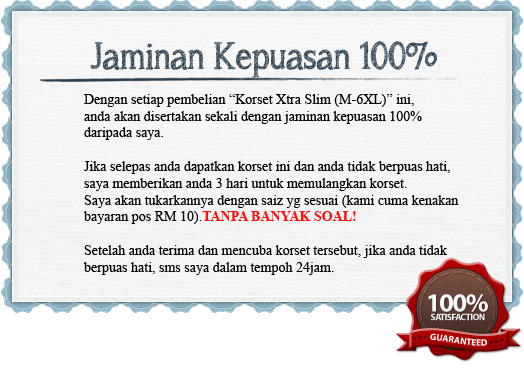 Jaminan Kepuasan 100%
Dengan setiap pembelian “Korset Xtra Slim (M-6XL)” ini,
anda akan disertakan sekali dengan jaminan kepuasan 100%
daripada saya.
Jika selepas anda dapatkan korset ini dan anda tidak berpuas hati,
saya memberikan anda 3 hari untuk memulangkan korset.
Saya akan tukarkannya dengan saiz yg sesuai (kami cuma kenakan
bayaran pos RM 10).TANPA BANYAK SOAL!
Setelah anda terima dan mencuba korset tersebut, jika anda tidak
berpuas hati, sms saya dalam tempoh 24jam.
100%
SATISFACTION
GUARANTEED